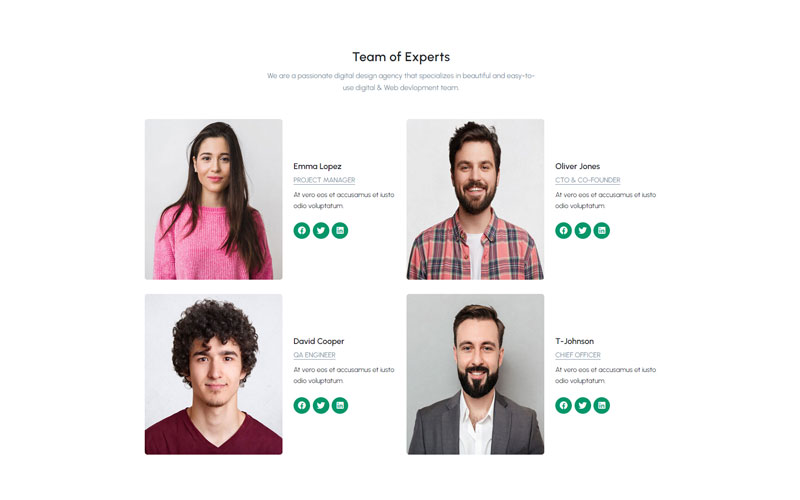 Team of Experts
We are a passionate digital design agency that specializes in beautiful and easy-to-
use digital & Web devlopment team.
Emma Lopez
PROJECT MANAGER
At vero eos et accusamus et iusto
odio voluptatum.
Oliver Jones
CTO & CO-FOUNDER
At vero eos et accusamus et iusto
odio voluptatum.
David Cooper
QA ENGINEER
At vero eos et accusamus et iusto
odio voluptatum.
T-Johnson
CHIEF OFFICER
At vero eos et accusamus et iusto
odio voluptatum.